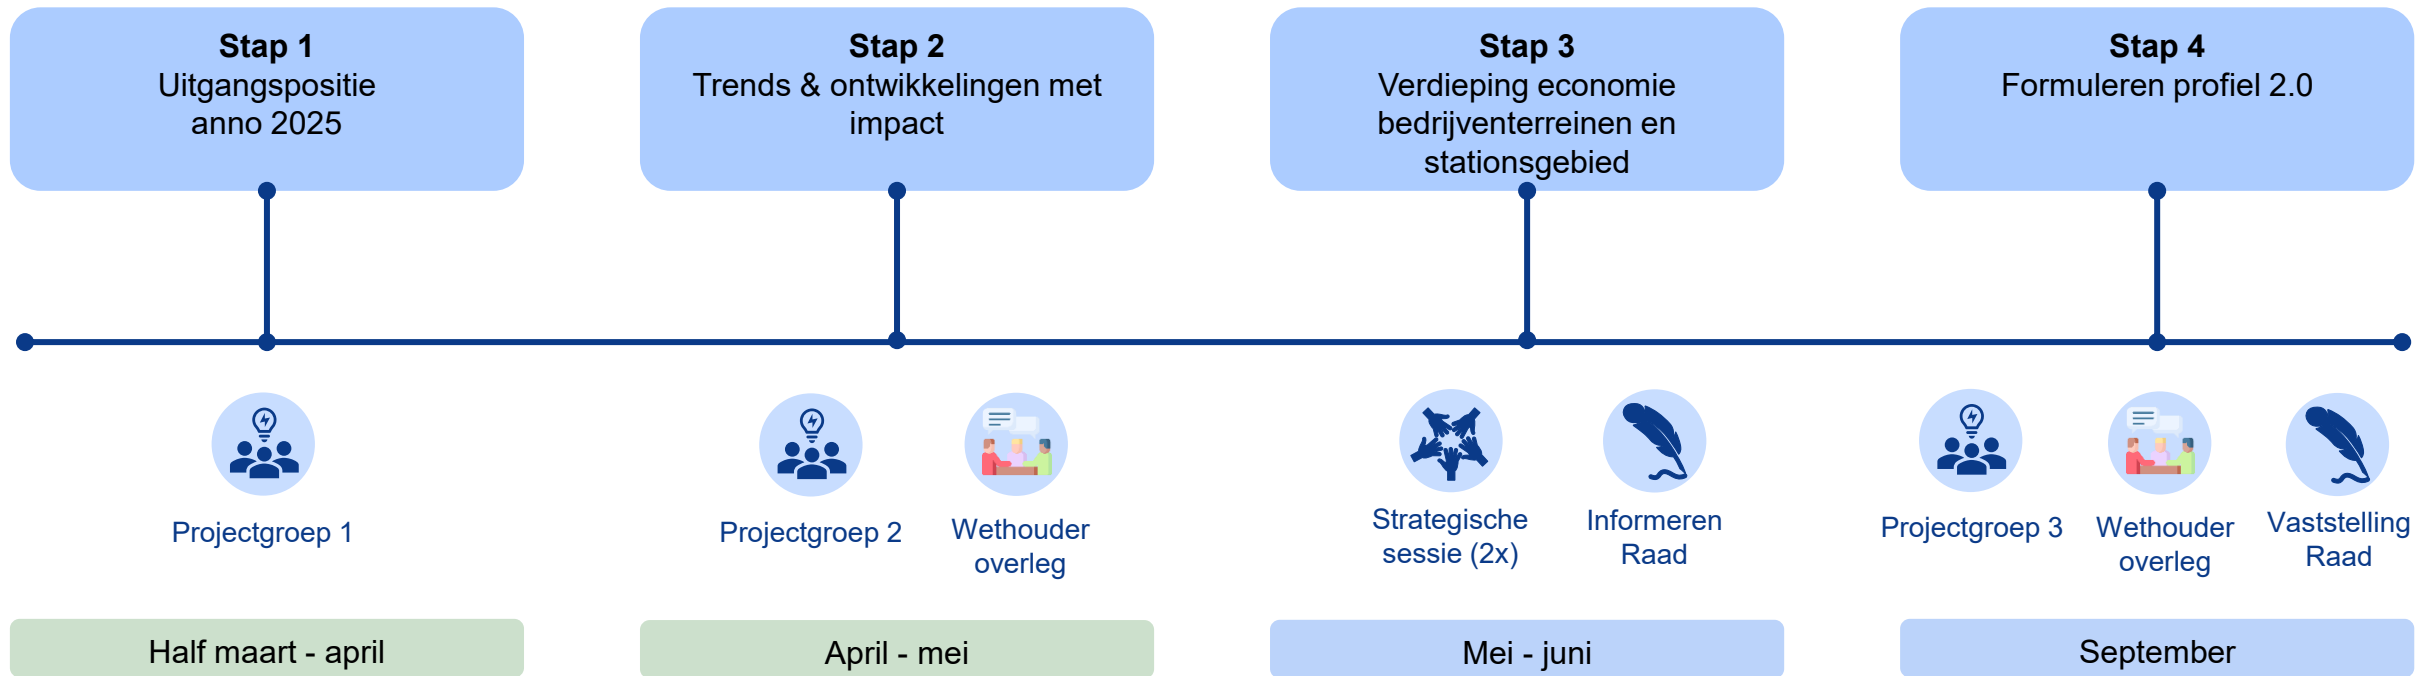 Stap 1
Uitgangspositie
anno 2025
Stap 2
Trends & ontwikkelingen met
impact
Stap 3
Verdieping economie
bedrijventerreinen en
stationsgebied
Stap 4
Formuleren profiel 2.0
Projectgroep 1
Projectgroep 2
Wethouder
overleg
Strategische
sessie (2x)
Informeren
Raad
Projectgroep 3
Wethouder
overleg
Vaststelling
Raad
Half maart - april
April - mei
Mei - juni
September